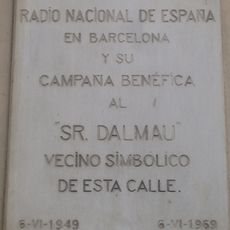 RADIO NACIONAL DE ESPAÑA
EN BARCELONA
Y SU
CAMPAÑA BENÉFICA
AL
"SR. DALMAU"
VECINO SIMBOLICO
DE ESTA CALLE.
6-VI-1949 6-VI-1969